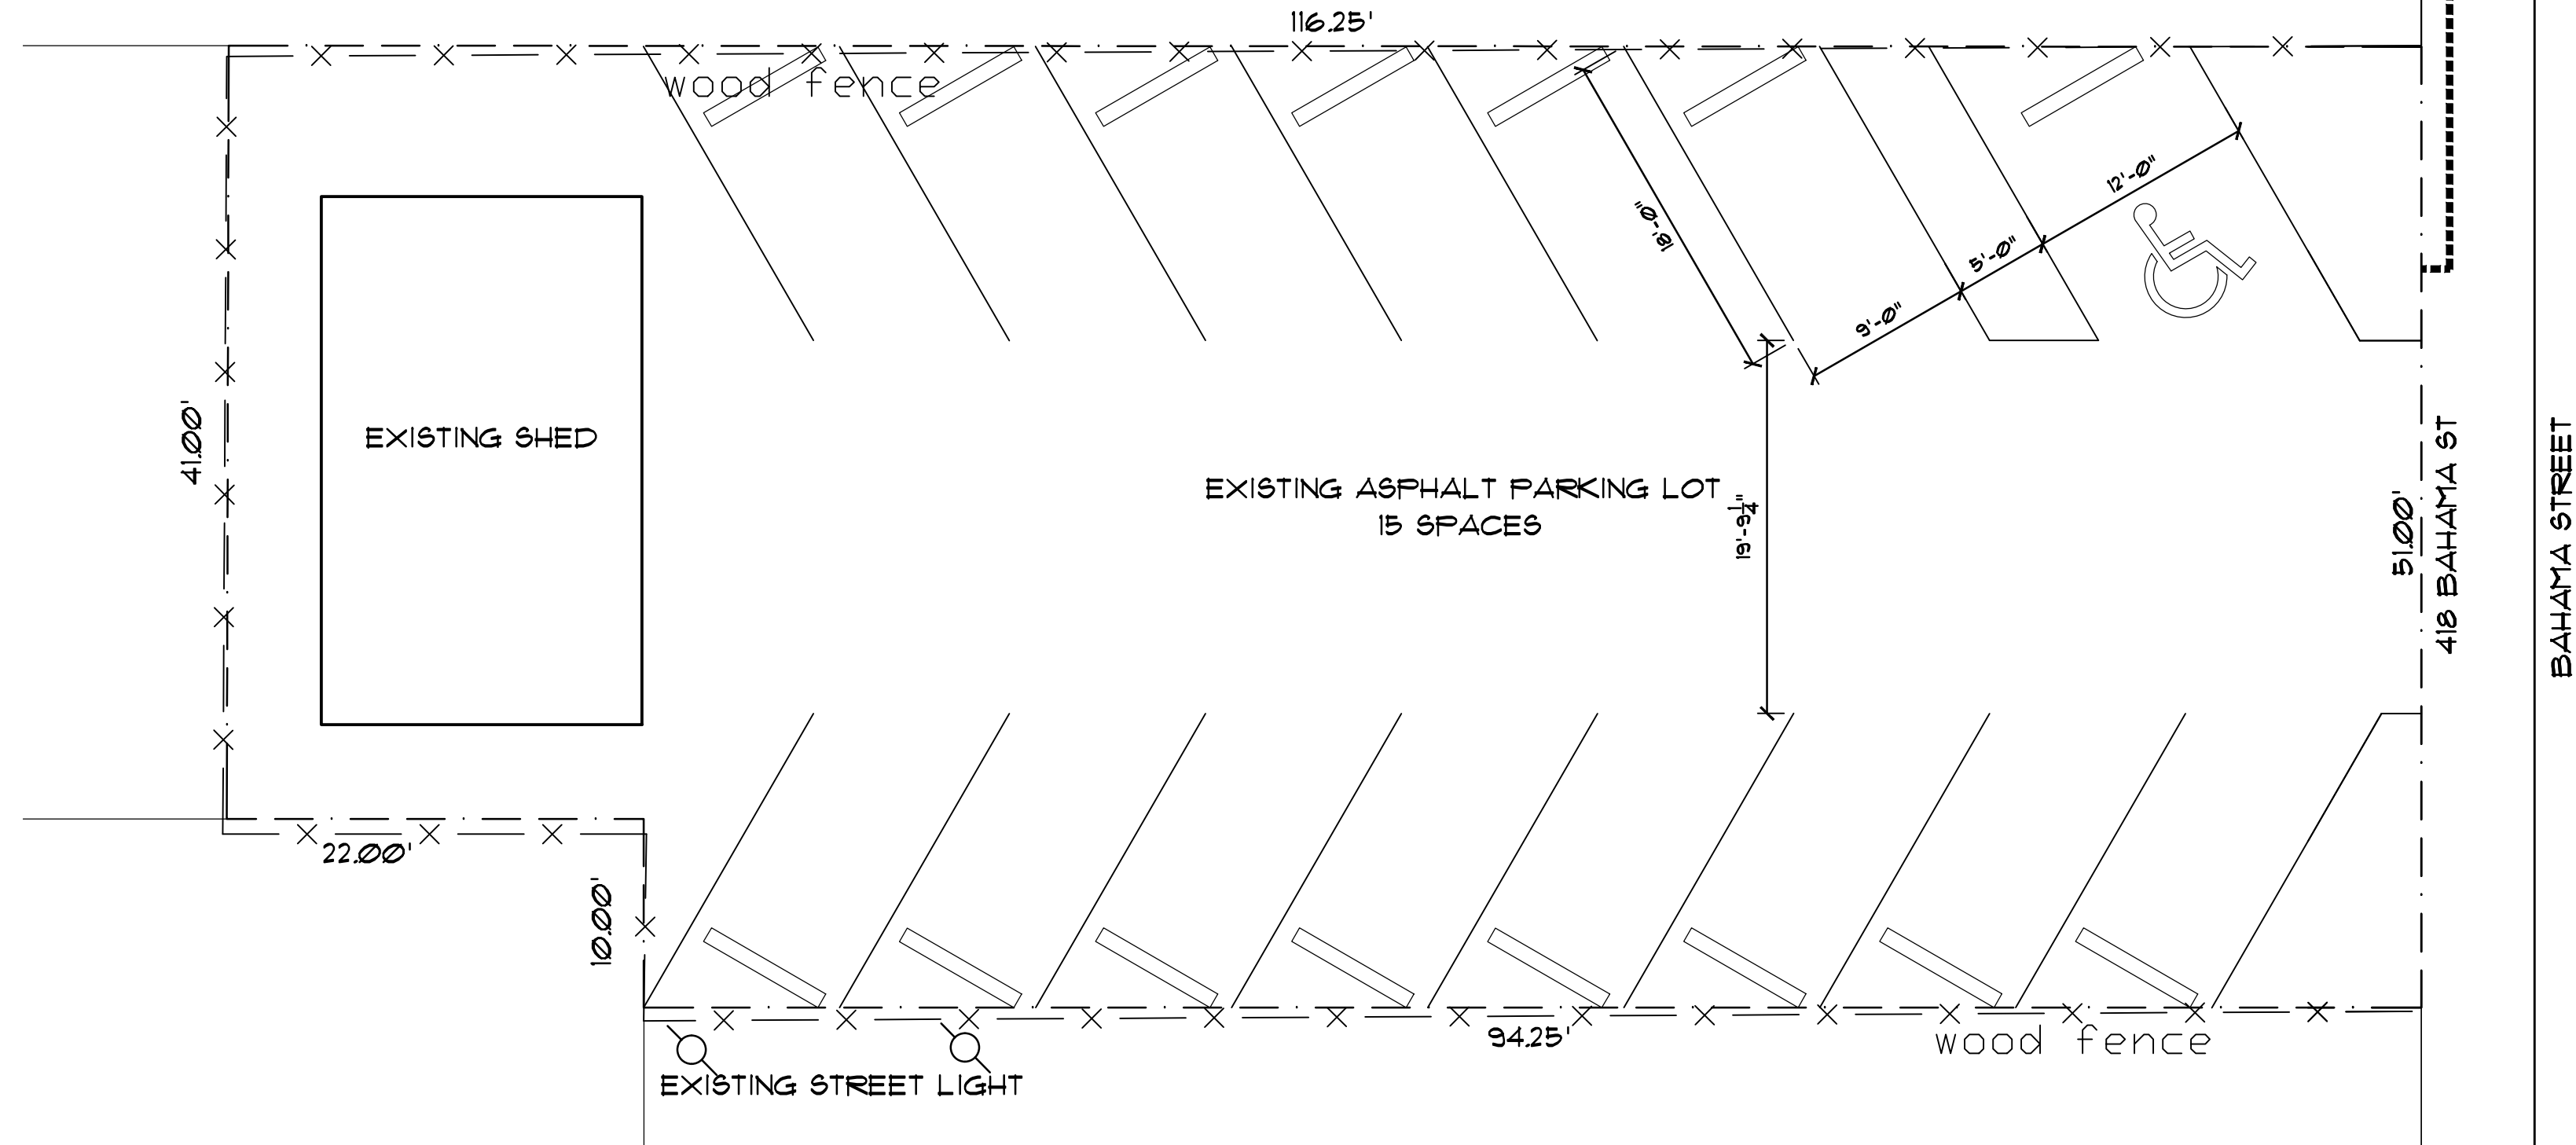 116.25'
wood fence
12'-0"
18'-0"
5'-0"
9'-0"
41.00'
EXISTING SHED
EXISTING ASPHALT PARKING LOT
15 SPACES
19'-9 1/4"
51.00'
418 BAHAMA ST
BAHAMA STREET
22.00'
10.00'
94.25'
wood fence
EXISTING STREET LIGHT